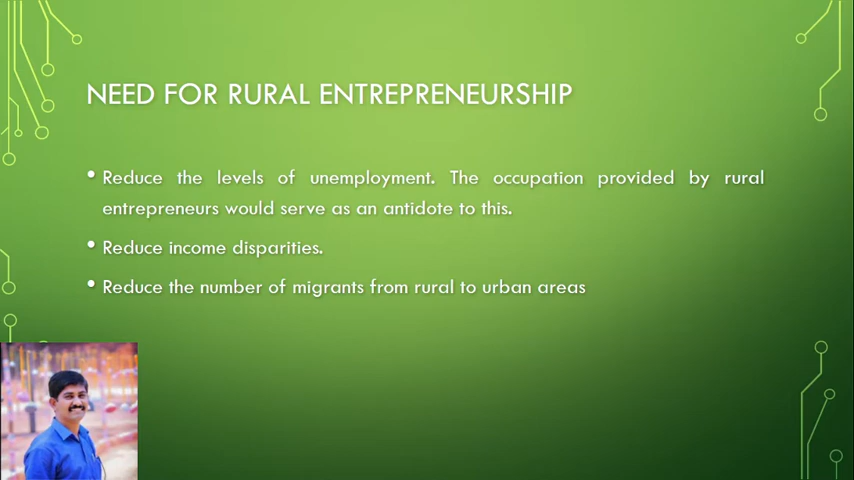 NEED FOR RURAL ENTREPRENEURSHIP
• Reduce the levels of unemployment. The occupation provided by rural
entrepreneurs would serve as an antidote to this.
• Reduce income disparities.
• Reduce the number of migrants from rural to urban areas